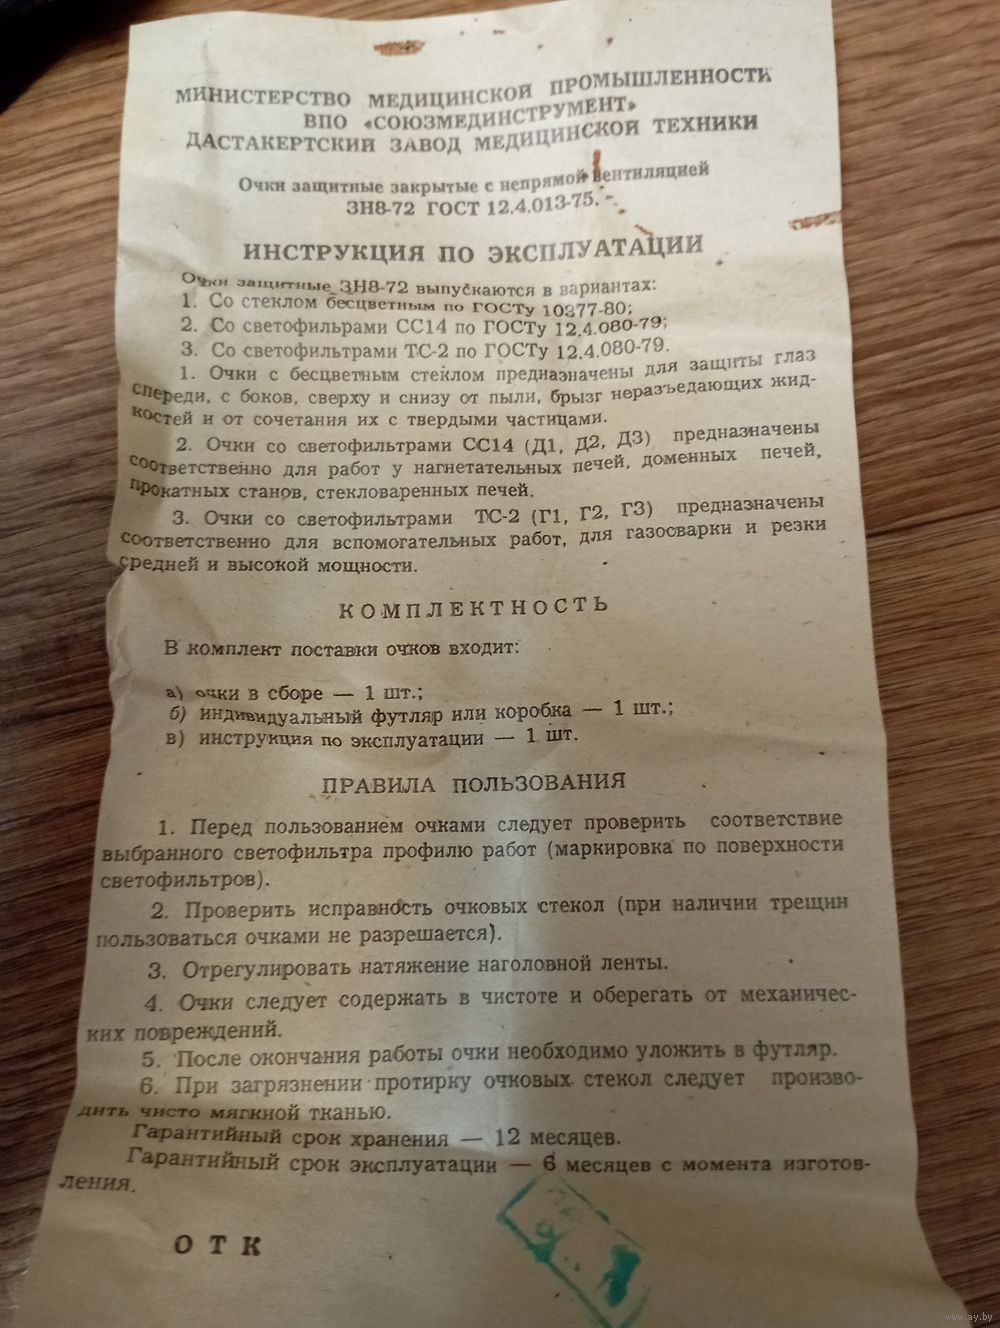 МИНИСТЕРСТВО МЕДИЦИНСКОЙ ПРОМЫШЛЕННОСТИ
ВПО «СОЮЗМЕДИНСТРУМЕНТ»
ДАСТАКЕРТСКИЙ ЗАВОД МЕДИЦИНСКОЙ ТЕХНИКИ
Очки защитные закрытые с непрямой вентиляцией
ЗН8-72 ГОСТ 12.4.013-75.
ИНСТРУКЦИЯ ПО ЭКСПЛУАТАЦИИ
Очки защитные ЗН8-72 выпускаются в вариантах:
1. Со стеклом бесцветным по ГОСТу 10377-80;
2. Со светофильрами СС14 по ГОСТу 12.4.080-79;
3. Со светофильтрами ТС-2 по ГОСТу 12.4.080-79.
1. Очки с бесцветным стеклом предназначены для защиты глаз
спереди, с боков, сверху и снизу от пыли, брызг неразъедающих жид-
костей и от сочетания их с твердыми частицами.
2. Очки со светофильтрами СС14 (Д1, Д2, Д3) предназначены
соответственно для работ у нагнетательных печей, доменных печей,
прокатных станов, стекловаренных печей.
3. Очки со светофильтрами ТС-2 (Г1, Г2, Г3) предназначены
соответственно для вспомогательных работ, для газосварки и резки
средней и высокой мощности.
КОМПЛЕКТНОСТЬ
В комплект поставки очков входит:
а) очки в сборе — 1 шт.;
б) индивидуальный футляр или коробка — 1 шт.;
в) инструкция по эксплуатации — 1 шт.
ПРАВИЛА ПОЛЬЗОВАНИЯ
1. Перед пользованием очками следует проверить соответствие
выбранного светофильтра профилю работ (маркировка по поверхности
светофильтров).
2. Проверить исправность очковых стекол (при наличии трещин
пользоваться очками не разрешается).
3. Отрегулировать натяжение наголовной ленты.
4. Очки следует содержать в чистоте и оберегать от механичес-
ких повреждений.
5. После окончания работы очки необходимо уложить в футляр.
6. При загрязнении протирку очковых стекол следует произво-
дить чисто мягкной тканью.
Гарантийный срок хранения — 12 месяцев.
Гарантийный срок эксплуатации — 6 месяцев с момента изготов-
ления.
ОТК
www.ay.by